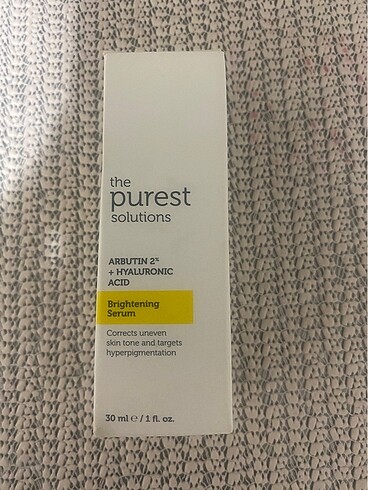 the
purest
solutions
ARBUTIN 2%
+ HYALURONIC
ACID
Brightening
Serum
Corrects uneven
skin tone and targets
hyperpigmentation
30 ml ℮ / 1 fl. oz.